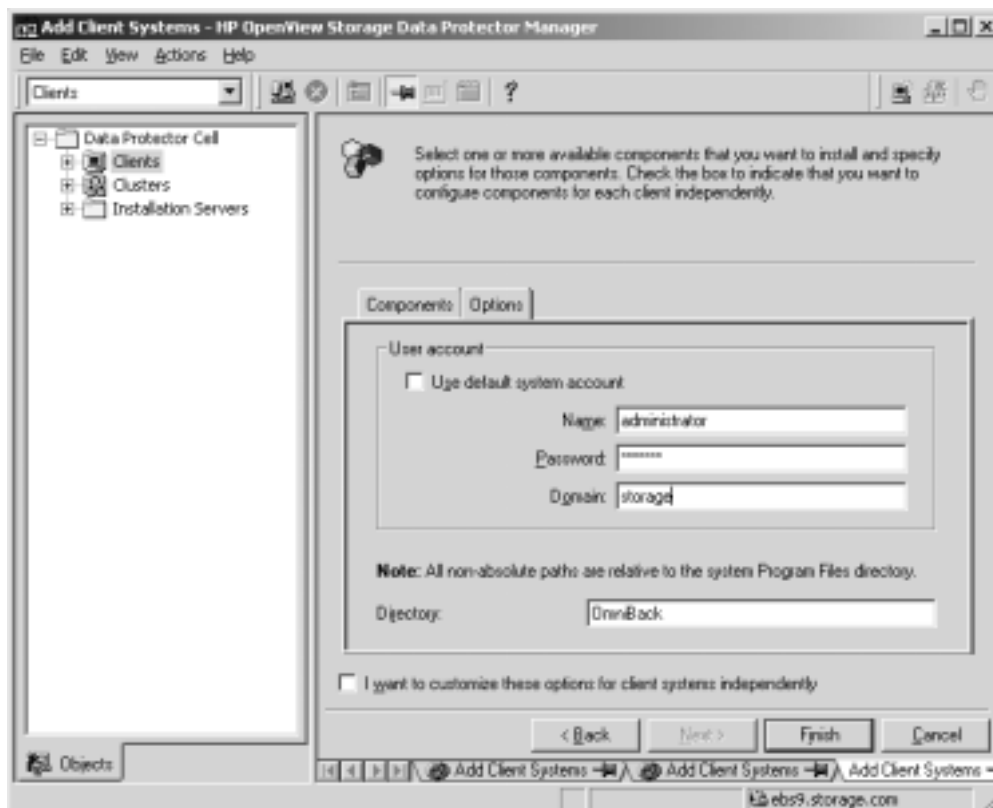 Add Client Systems - HP OpenView Storage Data Protector Manager
File Edit View Actions Help
Clients
Data Protector Cell
Clients
Clusters
Installation Servers
Select one or more available components that you want to install and specify
options for those components. Check the box to indicate that you want to
configure components for each client independently.
Components Options
User account
Use default system account
Name: administrator
Password: *******
Domain: storage
Note: All non-absolute paths are relative to the system Program Files directory.
Directory: OmniBack
I want to customize these options for client systems independently
< Back Next > Finish Cancel
Objects
Add Client Systems Add Client Systems Add Client Systems
ebs9.storage.com